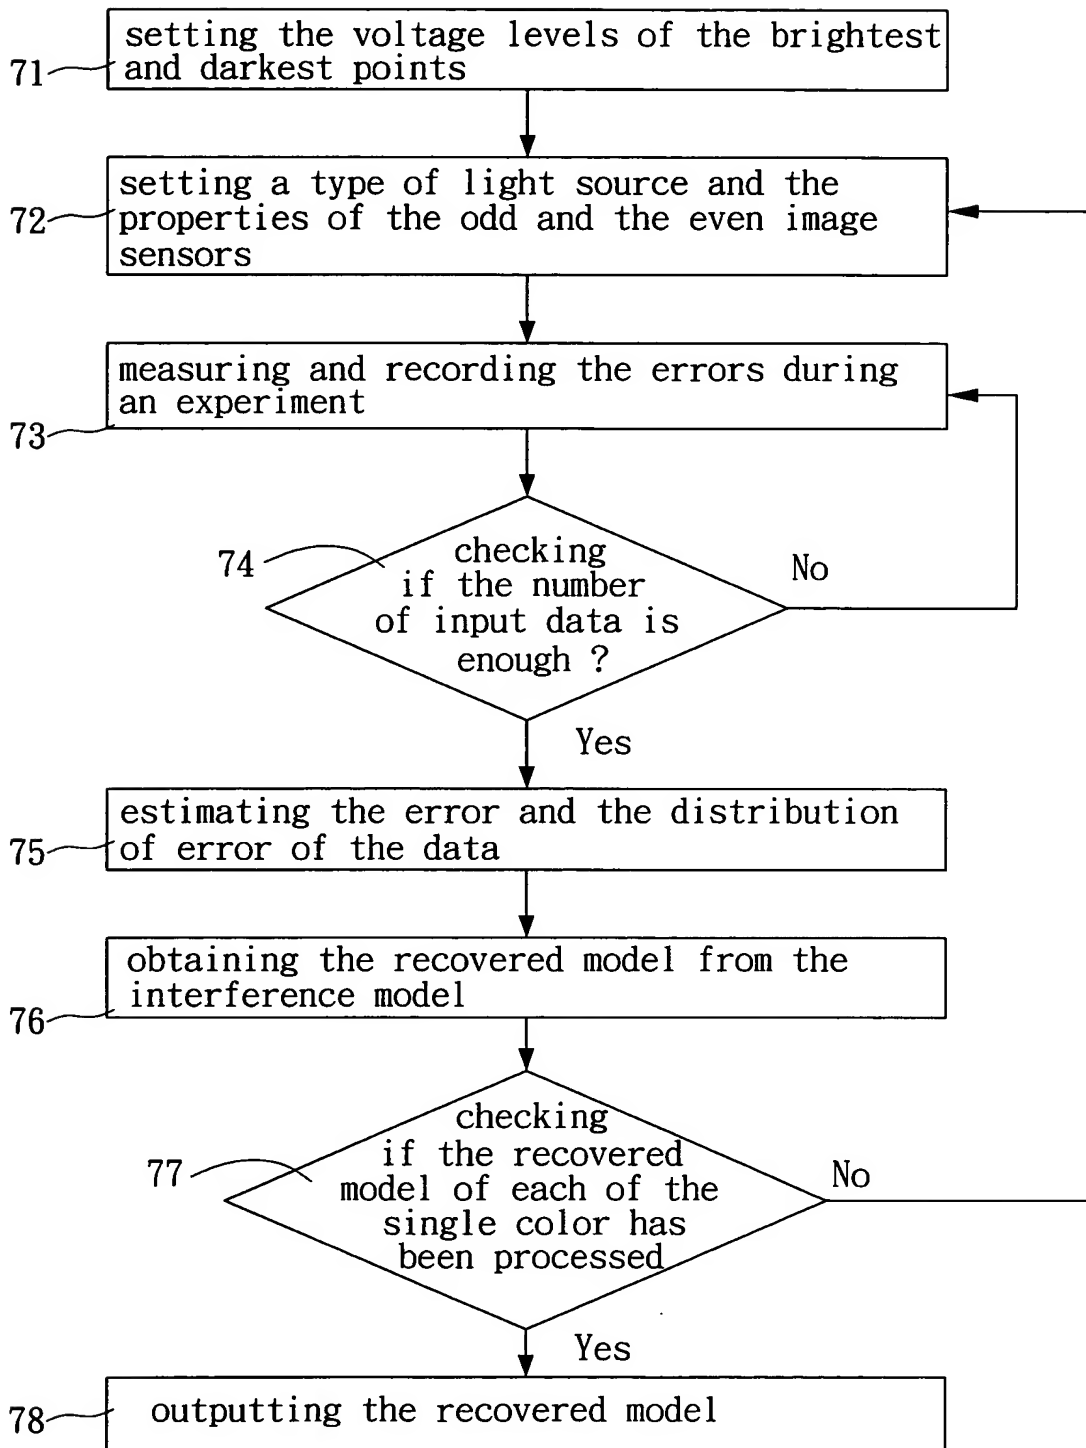 setting the voltage levels of the brightest
and darkest points
71
setting a type of light source and the
properties of the odd and the even image
sensors
72
measuring and recording the errors during
an experiment
73
74
checking
if the number
of input data is
enough ?
No
Yes
estimating the error and the distribution
of error of the data
75
obtaining the recovered model from the
interference model
76
77
checking
if the recovered
model of each of the
single color has
been processed
No
Yes
outputting the recovered model
78